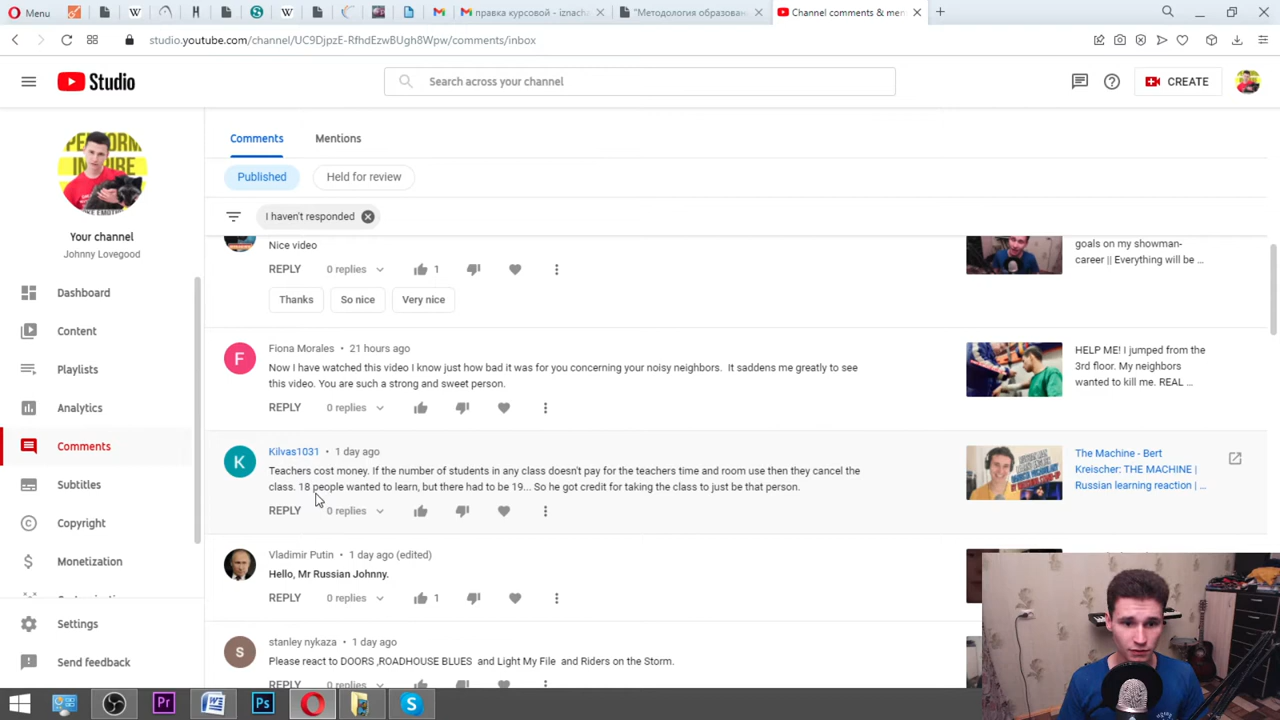 Menu
правка курсовой - iznacha
"Методология образован
Channel comments & men
studio.youtube.com/channel/UC9DjpzE-RfhdEzwBUgh8Wpw/comments/inbox
Studio
Search across your channel
CREATE
PERFORM
Your channel
Johnny Lovegood
Dashboard
Content
Playlists
Analytics
Comments
Subtitles
Copyright
Monetization
Settings
Send feedback
Comments
Mentions
Published
Held for review
I haven't responded
Nice video
REPLY 0 replies 1
Thanks So nice Very nice
goals on my showman-
career || Everything will be ...
Fiona Morales • 21 hours ago
Now I have watched this video I know just how bad it was for you concerning your noisy neighbors. It saddens me greatly to see
this video. You are such a strong and sweet person.
REPLY 0 replies
HELP ME! I jumped from the
3rd floor. My neighbors
wanted to kill me. REAL ...
Kilvas1031 • 1 day ago
Teachers cost money. If the number of students in any class doesn't pay for the teachers time and room use then they cancel the
class. 18 people wanted to learn, but there had to be 19... So he got credit for taking the class to just be that person.
REPLY 0 replies
The Machine - Bert
Kreischer: THE MACHINE |
Russian learning reaction | ...
Vladimir Putin • 1 day ago (edited)
Hello, Mr Russian Johnny.
REPLY 0 replies 1
stanley nykaza • 1 day ago
Please react to DOORS ,ROADHOUSE BLUES and Light My File and Riders on the Storm.
REPLY 0 replies
Pr
W
Ps
S